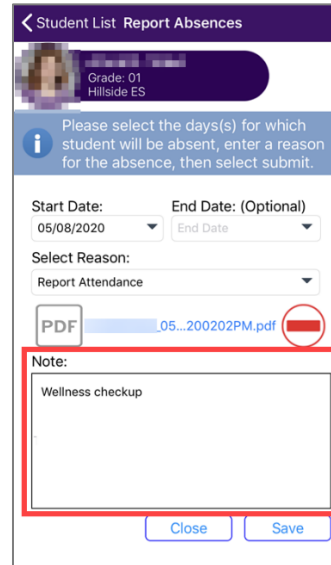 Student List Report Absences
Grade: 01
Hillside ES
Please select the days(s) for which
student will be absent, enter a reason
for the absence, then select submit.
Start Date: End Date: (Optional)
05/08/2020 End Date
Select Reason:
Report Attendance
PDF _05...200202PM.pdf
Note:
Wellness checkup
Close Save